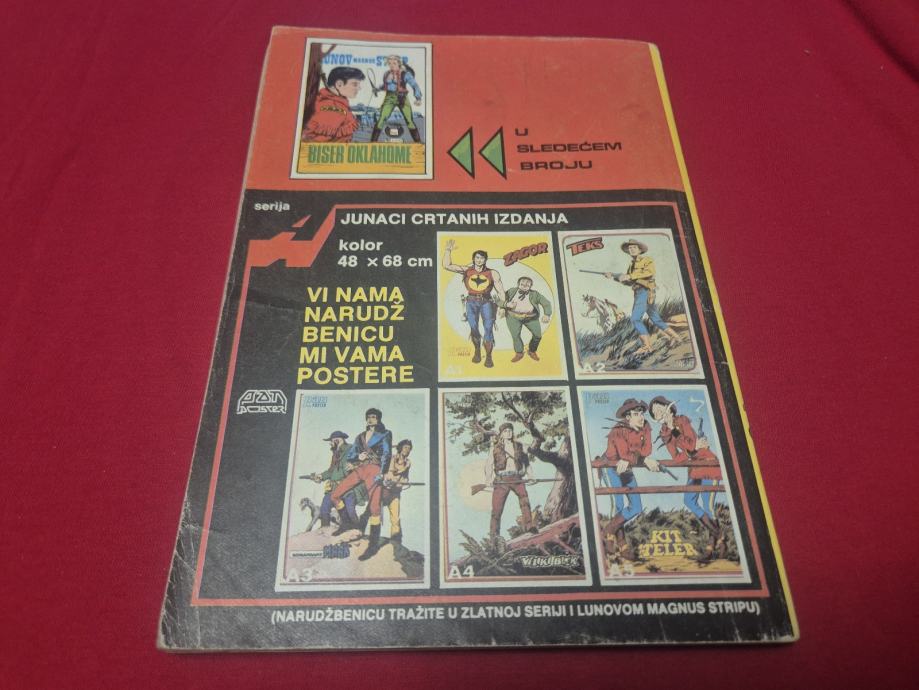 LUNOV MAGNUS STRIP
BISER OKLAHOME
U
SLEDEĆEM
BROJU
serija
A
JUNACI CRTANIH IZDANJA
kolor
48 x 68 cm
VI NAMA
NARUDŽ
BENICU
MI VAMA
POSTERE
ZAGOR
A1
TEKS
A2
POSTER
A3
A4
KIT
TELER
A5
(NARUDŽBENICU TRAŽITE U ZLATNOJ SERIJI I LUNOVOM MAGNUS STRIPU)